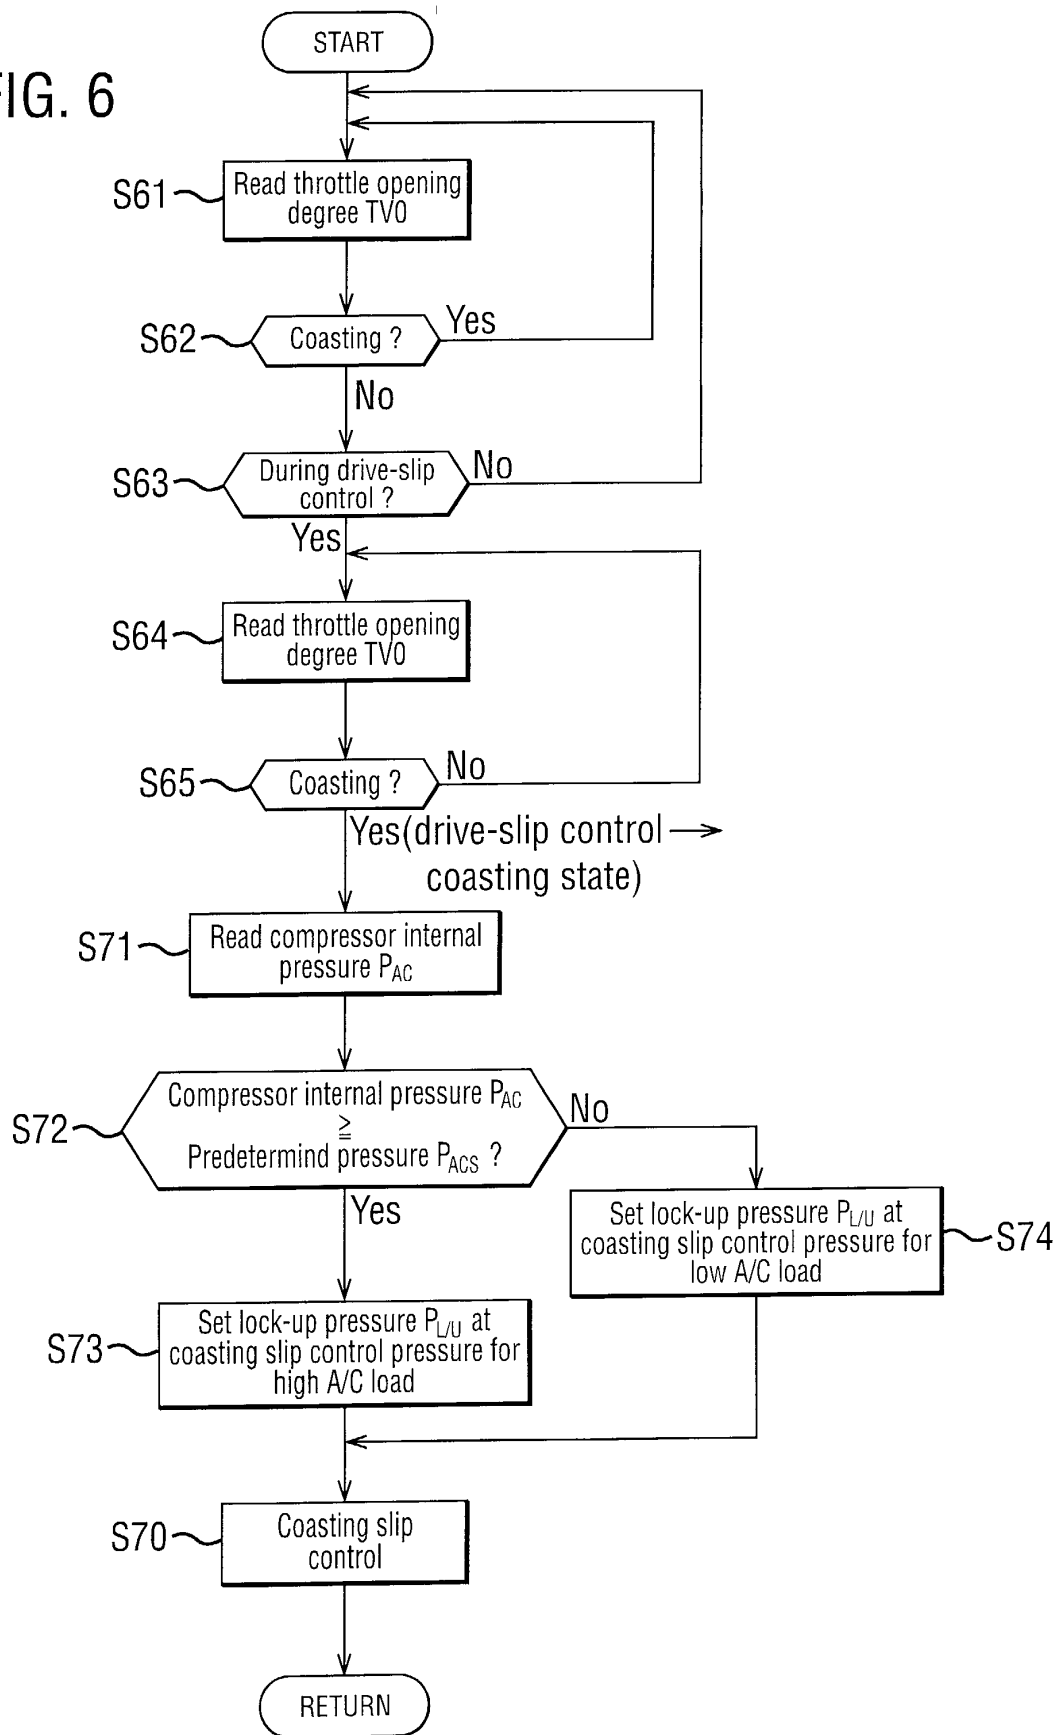 START
FIG. 6
S61
Read throttle opening
degree TVO
S62
Coasting ?
Yes
No
S63
During drive-slip
control ?
No
Yes
S64
Read throttle opening
degree TVO
S65
Coasting ?
No
Yes(drive-slip control →
coasting state)
S71
Read compressor internal
pressure PAC
S72
Compressor internal pressure PAC
≧
Predetermind pressure PACS ?
No
Yes
Set lock-up pressure PL/U at
coasting slip control pressure for
low A/C load
S74
S73
Set lock-up pressure PL/U at
coasting slip control pressure for
high A/C load
S70
Coasting slip
control
RETURN